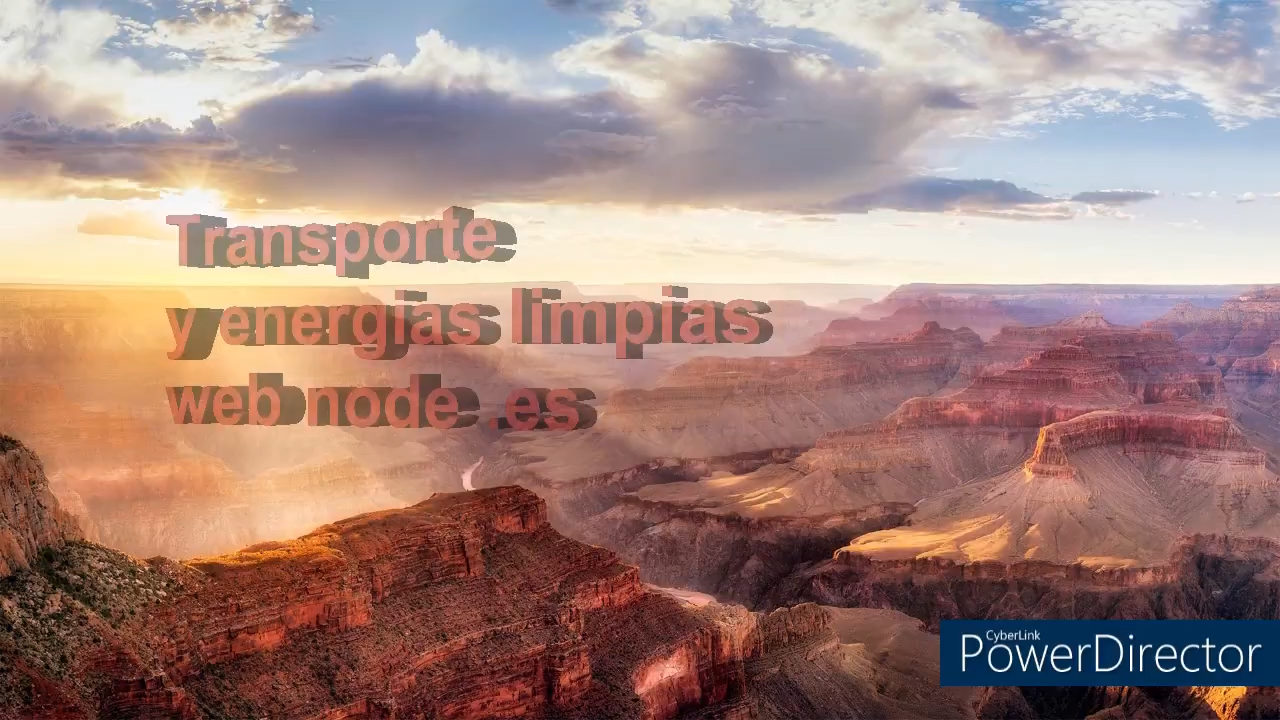 Transporte
y energias limpias
web node .es
CyberLink
PowerDirector